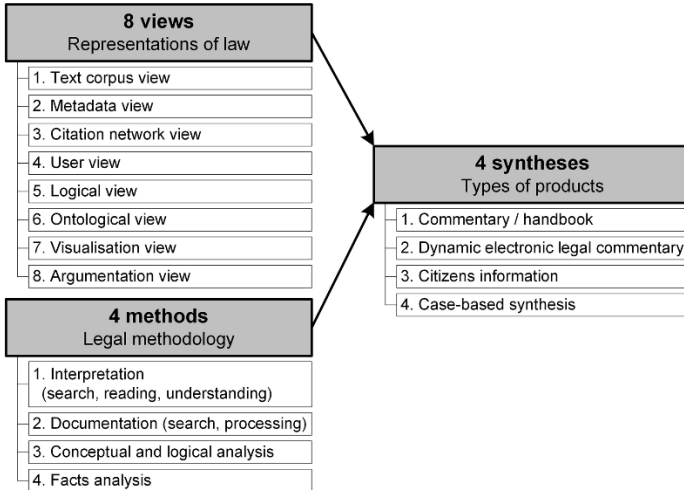 8 views
Representations of law
1. Text corpus view
2. Metadata view
3. Citation network view
4. User view
5. Logical view
6. Ontological view
7. Visualisation view
8. Argumentation view
4 methods
Legal methodology
1. Interpretation
(search, reading, understanding)
2. Documentation (search, processing)
3. Conceptual and logical analysis
4. Facts analysis
4 syntheses
Types of products
1. Commentary / handbook
2. Dynamic electronic legal commentary
3. Citizens information
4. Case-based synthesis